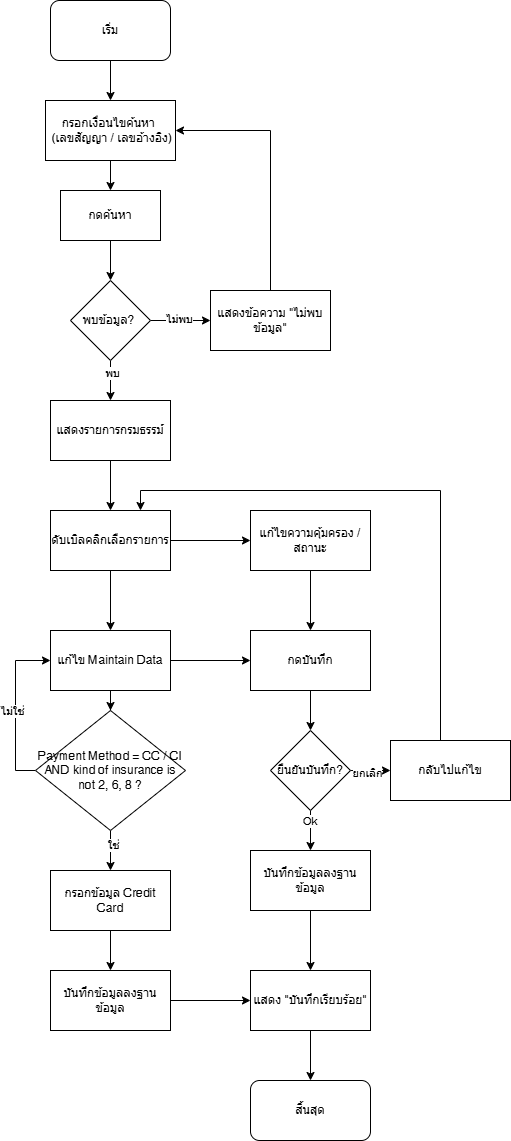 เริ่ม
กรอกเงื่อนไขค้นหา
(เลขสัญญา / เลขอ้างอิง)
กดค้นหา
พบข้อมูล?
ไม่พบ
แสดงข้อความ "ไม่พบ
ข้อมูล"
พบ
แสดงรายการกรมธรรม์
ดับเบิลคลิกเลือกรายการ
แก้ไขความคุ้มครอง /
สถานะ
แก้ไข Maintain Data
กดบันทึก
ไม่ใช่
Payment Method = CC / CI
AND kind of insurance is
not 2, 6, 8 ?
ยืนยันบันทึก?
ยกเลิก
กลับไปแก้ไข
Ok
ใช่
กรอกข้อมูล Credit
Card
บันทึกข้อมูลลงฐาน
ข้อมูล
บันทึกข้อมูลลงฐาน
ข้อมูล
แสดง "บันทึกเรียบร้อย"
สิ้นสุด